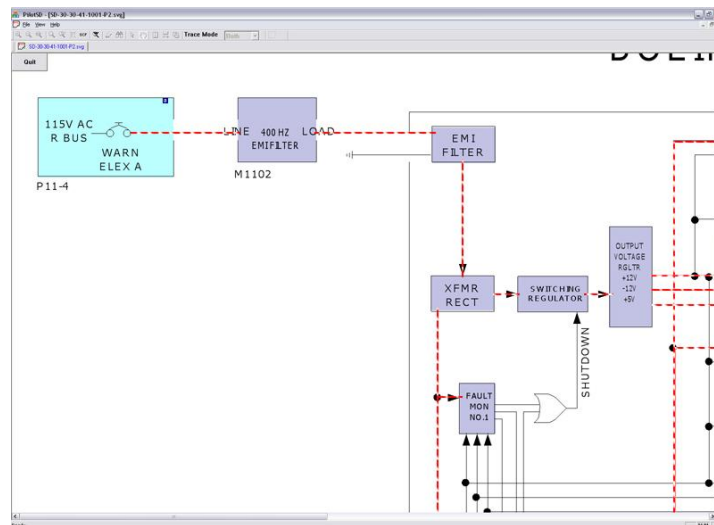 PilotSD - [SD-30-30-41-1001-P2.svg]
File View Help
Trace Mode
SD-30-30-41-1001-P2.svg
Quit
115V AC
R BUS
WARN
ELEX A
P11-4
LINE 400 HZ LOAD
EMIFILTER
M1102
EMI
FILTER
XFMR
RECT
SWITCHING
REGULATOR
OUTPUT
VOLTAGE
RGLTR
+12V
-12V
+5V
SHUTDOWN
FAULT
MON
NO.1